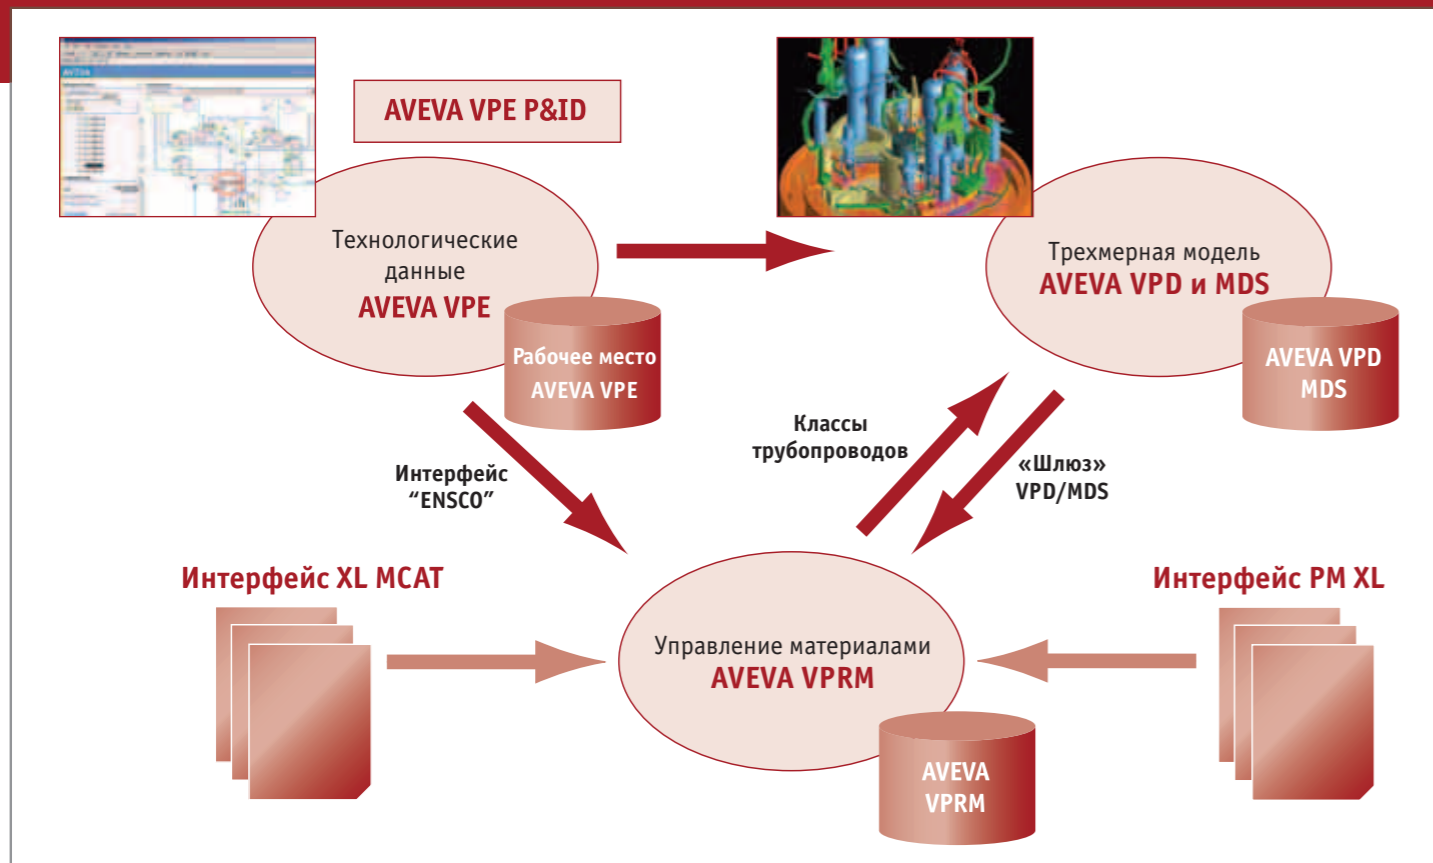 AVEVA
AVEVA VPE P&ID
Технологические
данные
AVEVA VPE
Рабочее место
AVEVA VPE
Трехмерная модель
AVEVA VPD и MDS
AVEVA VPD
MDS
Интерфейс
“ENSCO”
Классы
трубопроводов
«Шлюз»
VPD/MDS
Интерфейс XL MCAT
Интерфейс PM XL
Управление материалами
AVEVA VPRM
AVEVA
VPRM